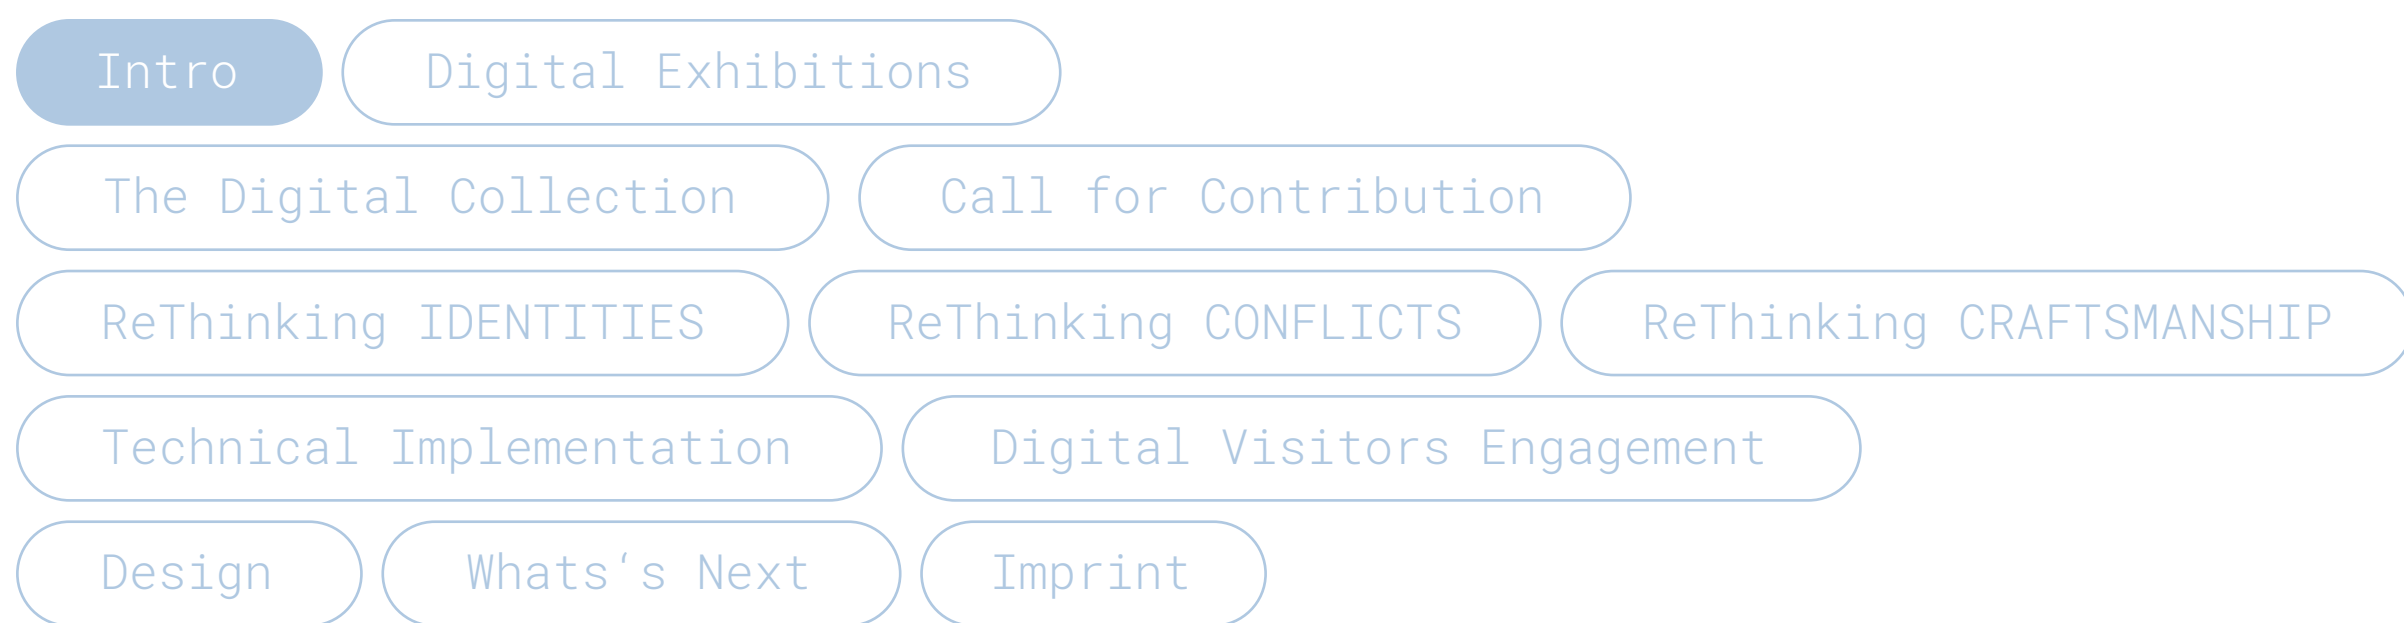 Intro Digital Exhibitions
The Digital Collection Call for Contribution
ReThinking IDENTITIES ReThinking CONFLICTS ReThinking CRAFTSMANSHIP
Technical Implementation Digital Visitors Engagement
Design Whats‘s Next Imprint